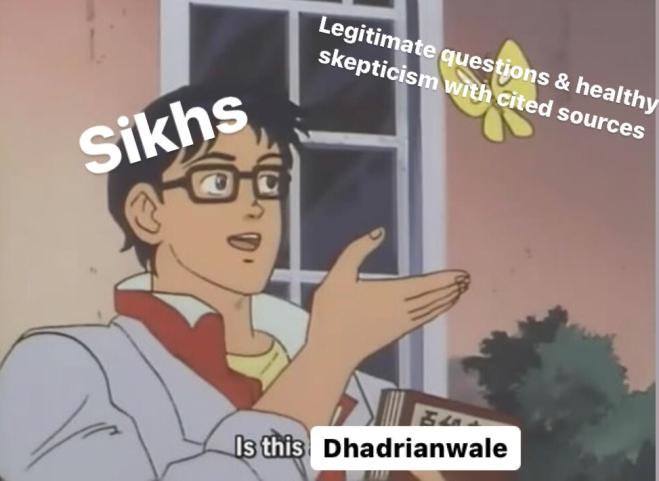 Legitimate questions & healthy
skepticism with cited sources
Sikhs
Is this Dhadrianwale